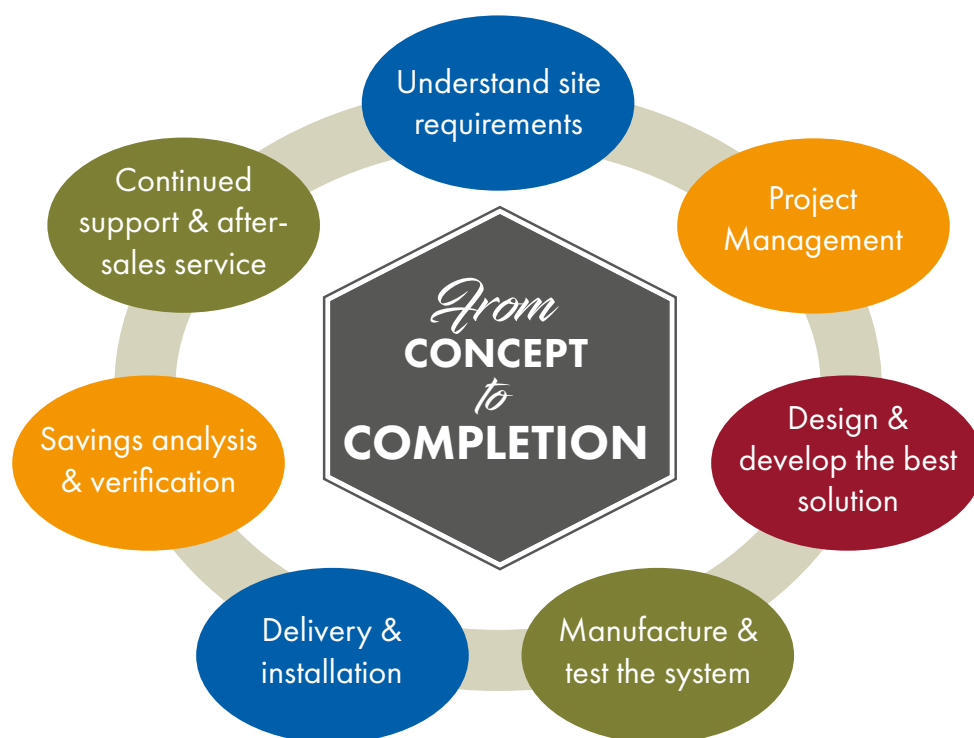 Understand site
requirements
Project
Management
Design &
develop the best
solution
Manufacture &
test the system
Delivery &
installation
Savings analysis
& verification
Continued
support & after-
sales service
From
CONCEPT
to
COMPLETION